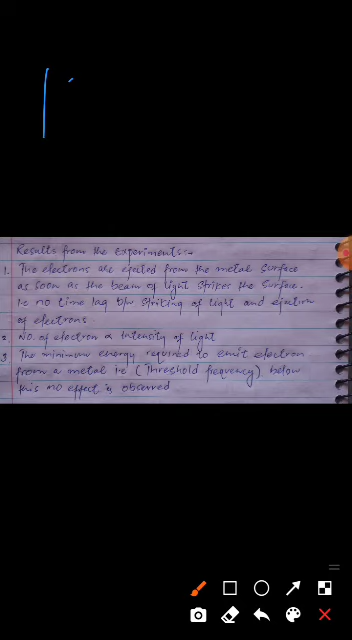 Results from the experiments:-
1. The electrons are ejected from the metal surface
as soon as the beam of light strikes the surface.
i.e no time lag b/w striking of light and ejection
of electrons.
2 No. of electron α intensity of light
3 The minimum energy required to emit electron
from a metal i.e (Threshold frequency) below
this no effect is observed